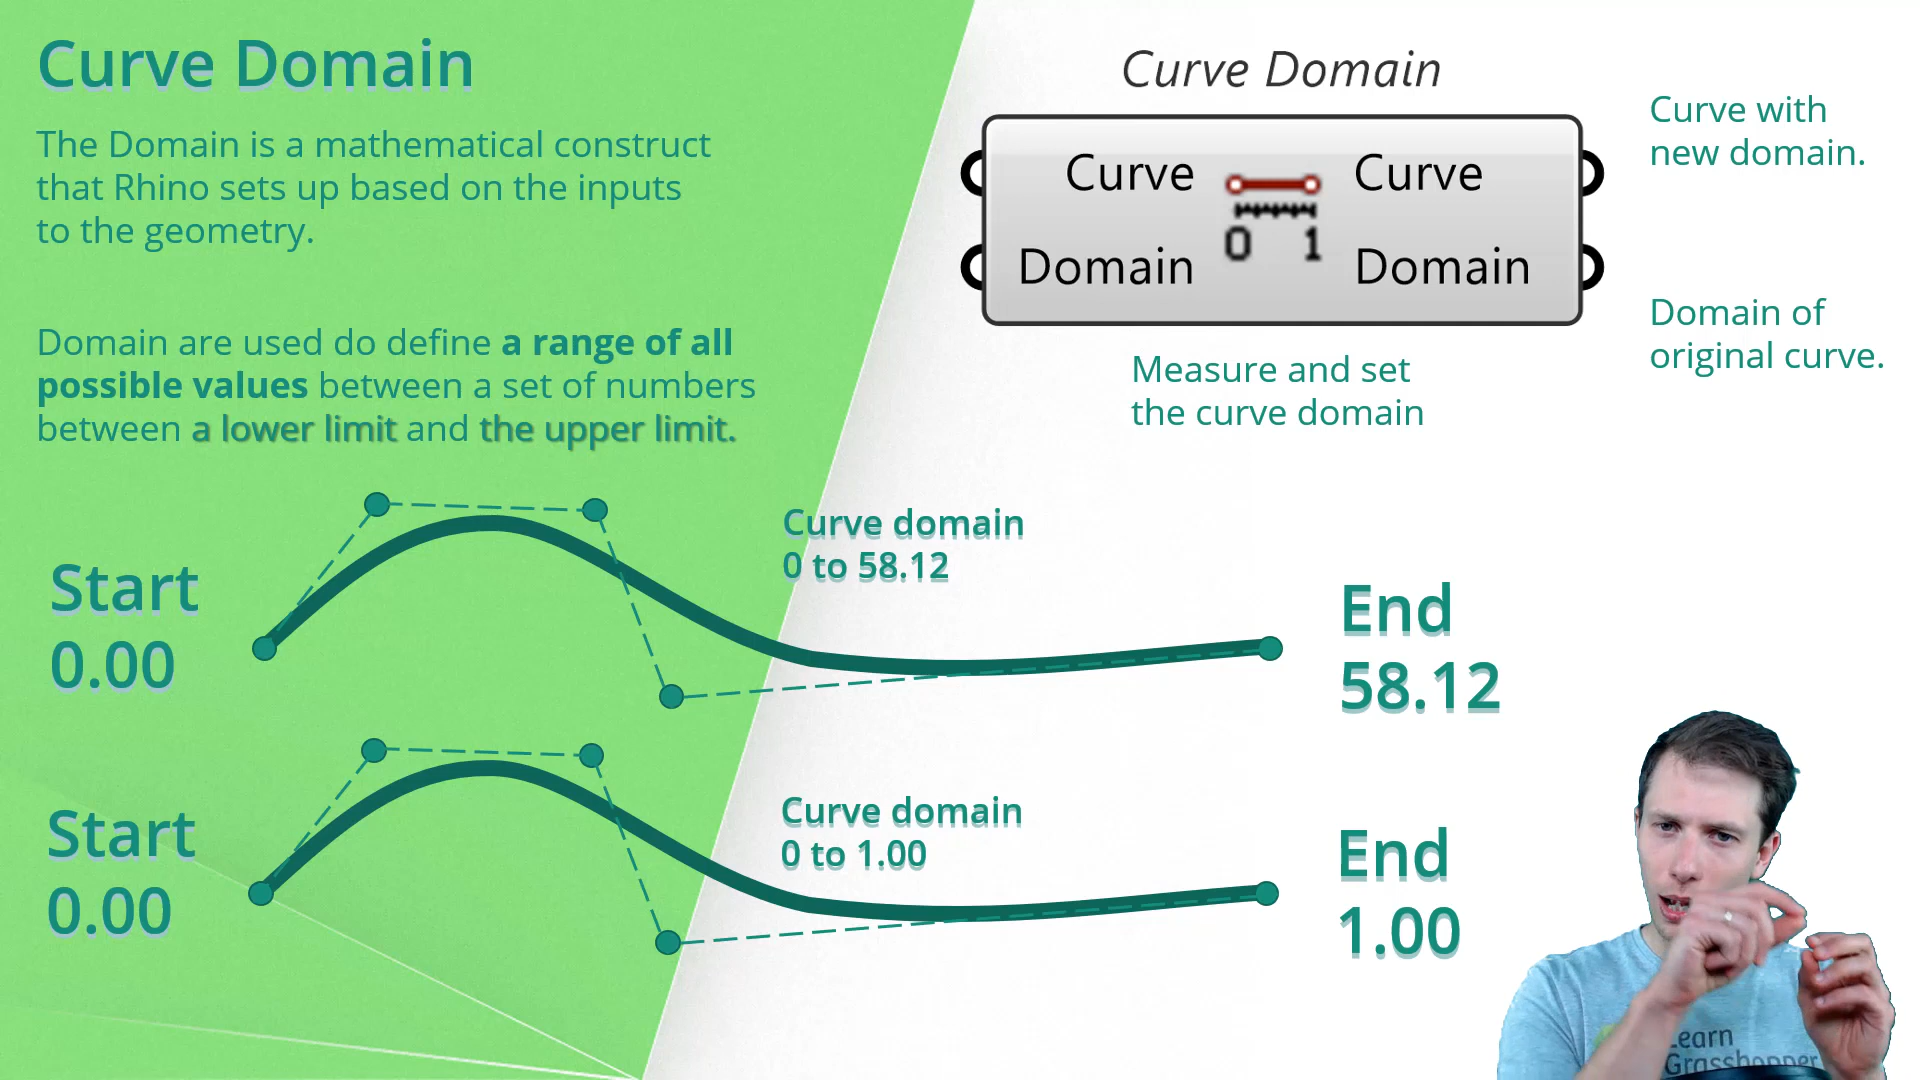 Curve Domain
The Domain is a mathematical construct
that Rhino sets up based on the inputs
to the geometry.
Domain are used do define a range of all
possible values between a set of numbers
between a lower limit and the upper limit.
Curve Domain
Curve
Domain
0 1
Curve
Domain
Curve with
new domain.
Domain of
original curve.
Measure and set
the curve domain
Start
0.00
Curve domain
0 to 58.12
End
58.12
Start
0.00
Curve domain
0 to 1.00
End
1.00
Learn
Grasshopper